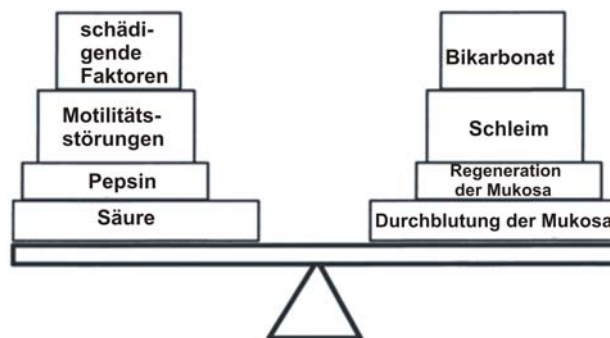 schädi-
gende
Faktoren
Motilitäts-
störungen
Pepsin
Säure
Bikarbonat
Schleim
Regeneration
der Mukosa
Durchblutung der Mukosa